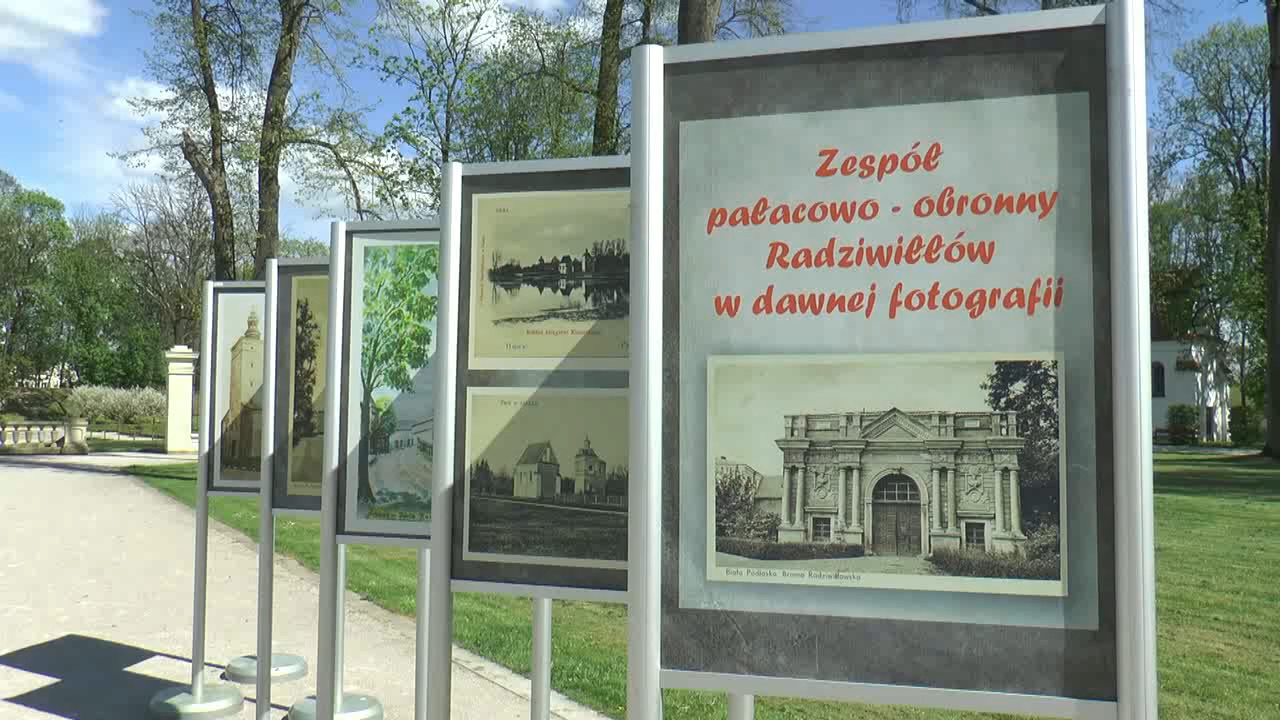 Zespół
pałacowo - obronny
Radziwiłłów
w dawnej fotografii
Biała Podlaska Brama Radziwiłłowska